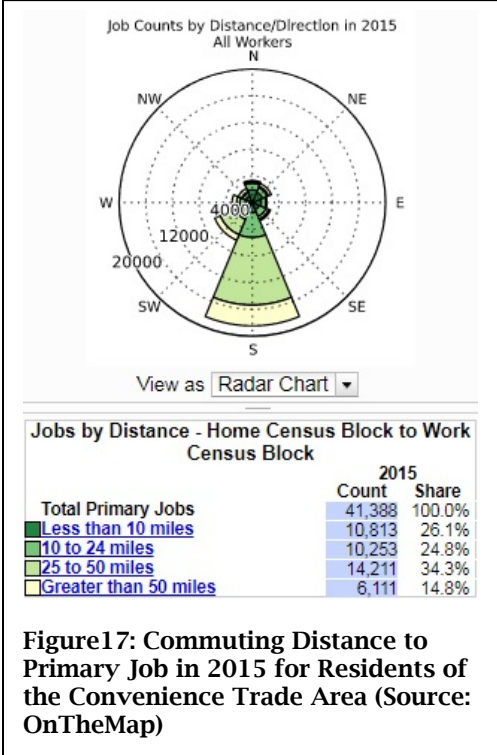 Job Counts by Distance/Direction in 2015
All Workers
N
NW
NE
W
4000
E
12000
20000
SW
SE
S
View as Radar Chart
Jobs by Distance - Home Census Block to Work
Census Block
2015
Count Share
Total Primary Jobs 41,388 100.0%
Less than 10 miles 10,813 26.1%
10 to 24 miles 10,253 24.8%
25 to 50 miles 14,211 34.3%
Greater than 50 miles 6,111 14.8%
Figure17: Commuting Distance to
Primary Job in 2015 for Residents of
the Convenience Trade Area (Source:
OnTheMap)